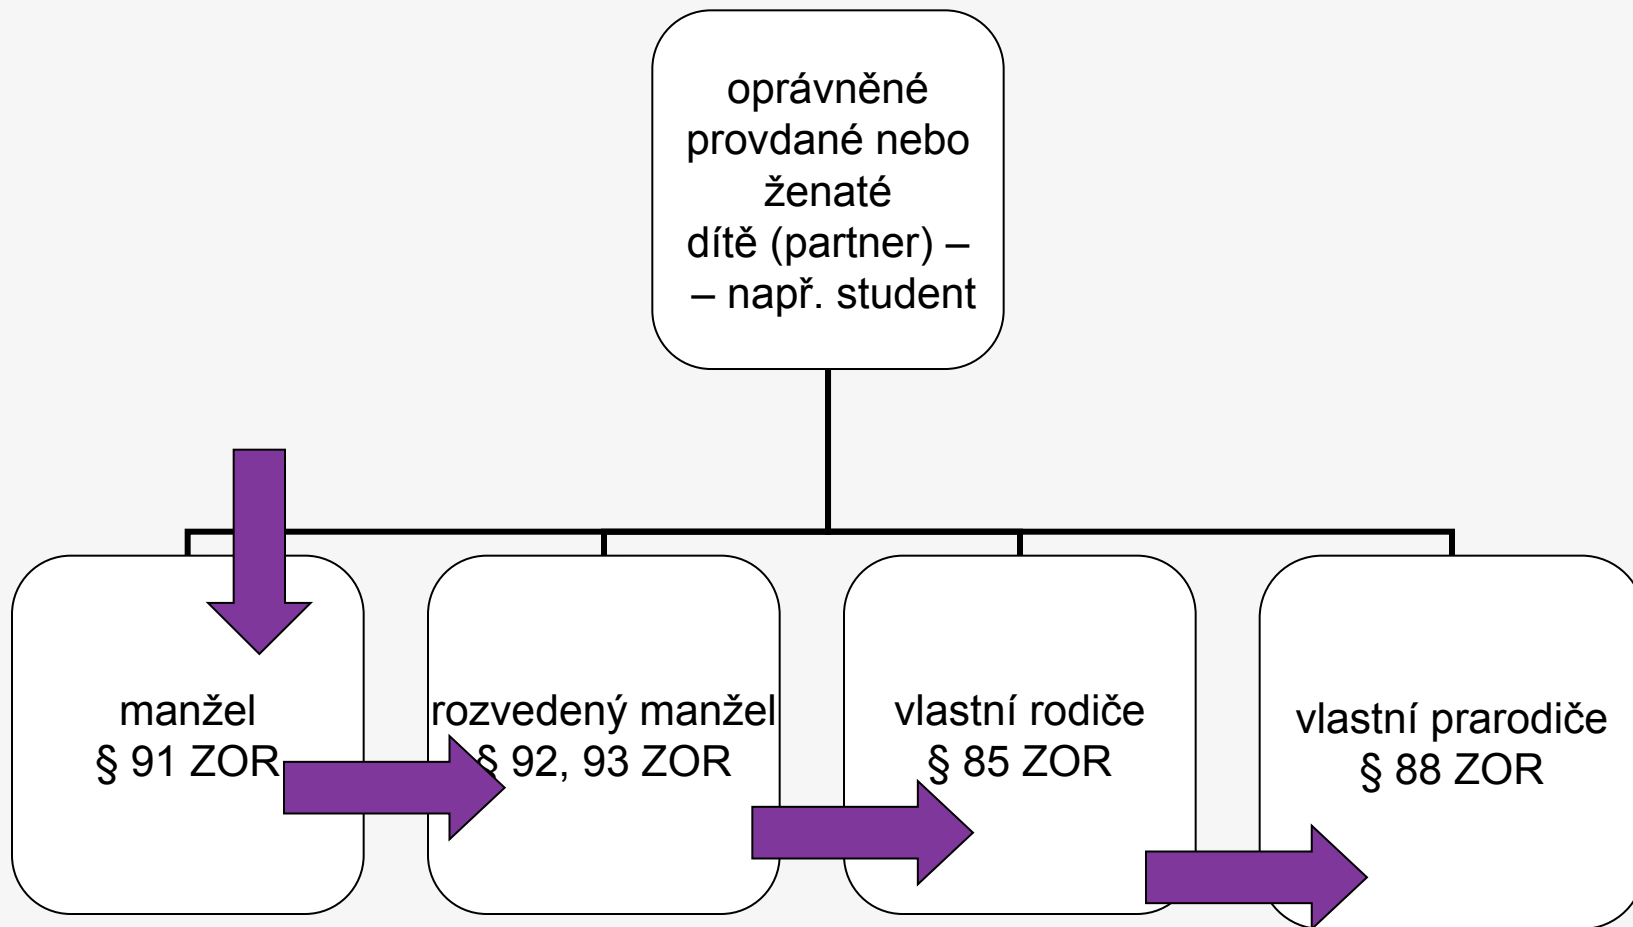 oprávněné
provdané nebo
ženaté
dítě (partner) –
– např. student
manžel
§ 91 ZOR
rozvedený manžel
§ 92, 93 ZOR
vlastní rodiče
§ 85 ZOR
vlastní prarodiče
§ 88 ZOR